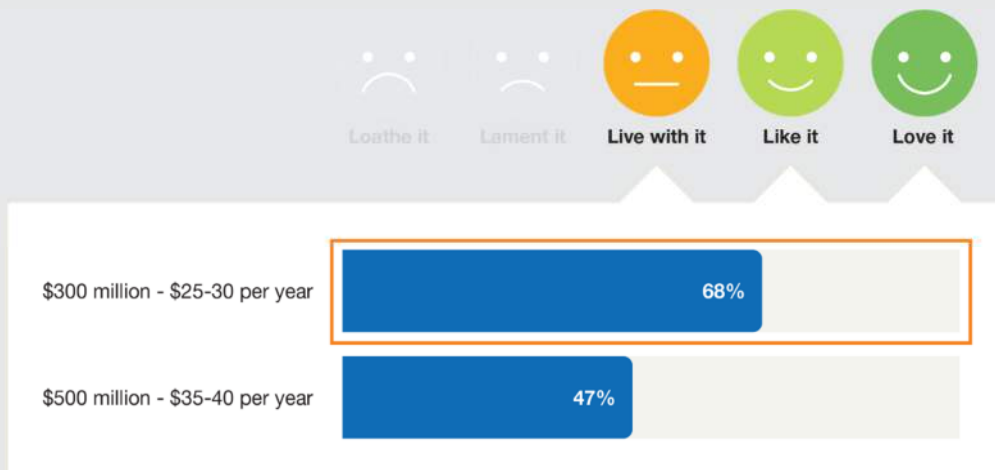 Loathe it Lament it Live with it Like it Love it
$300 million - $25-30 per year 68%
$500 million - $35-40 per year 47%